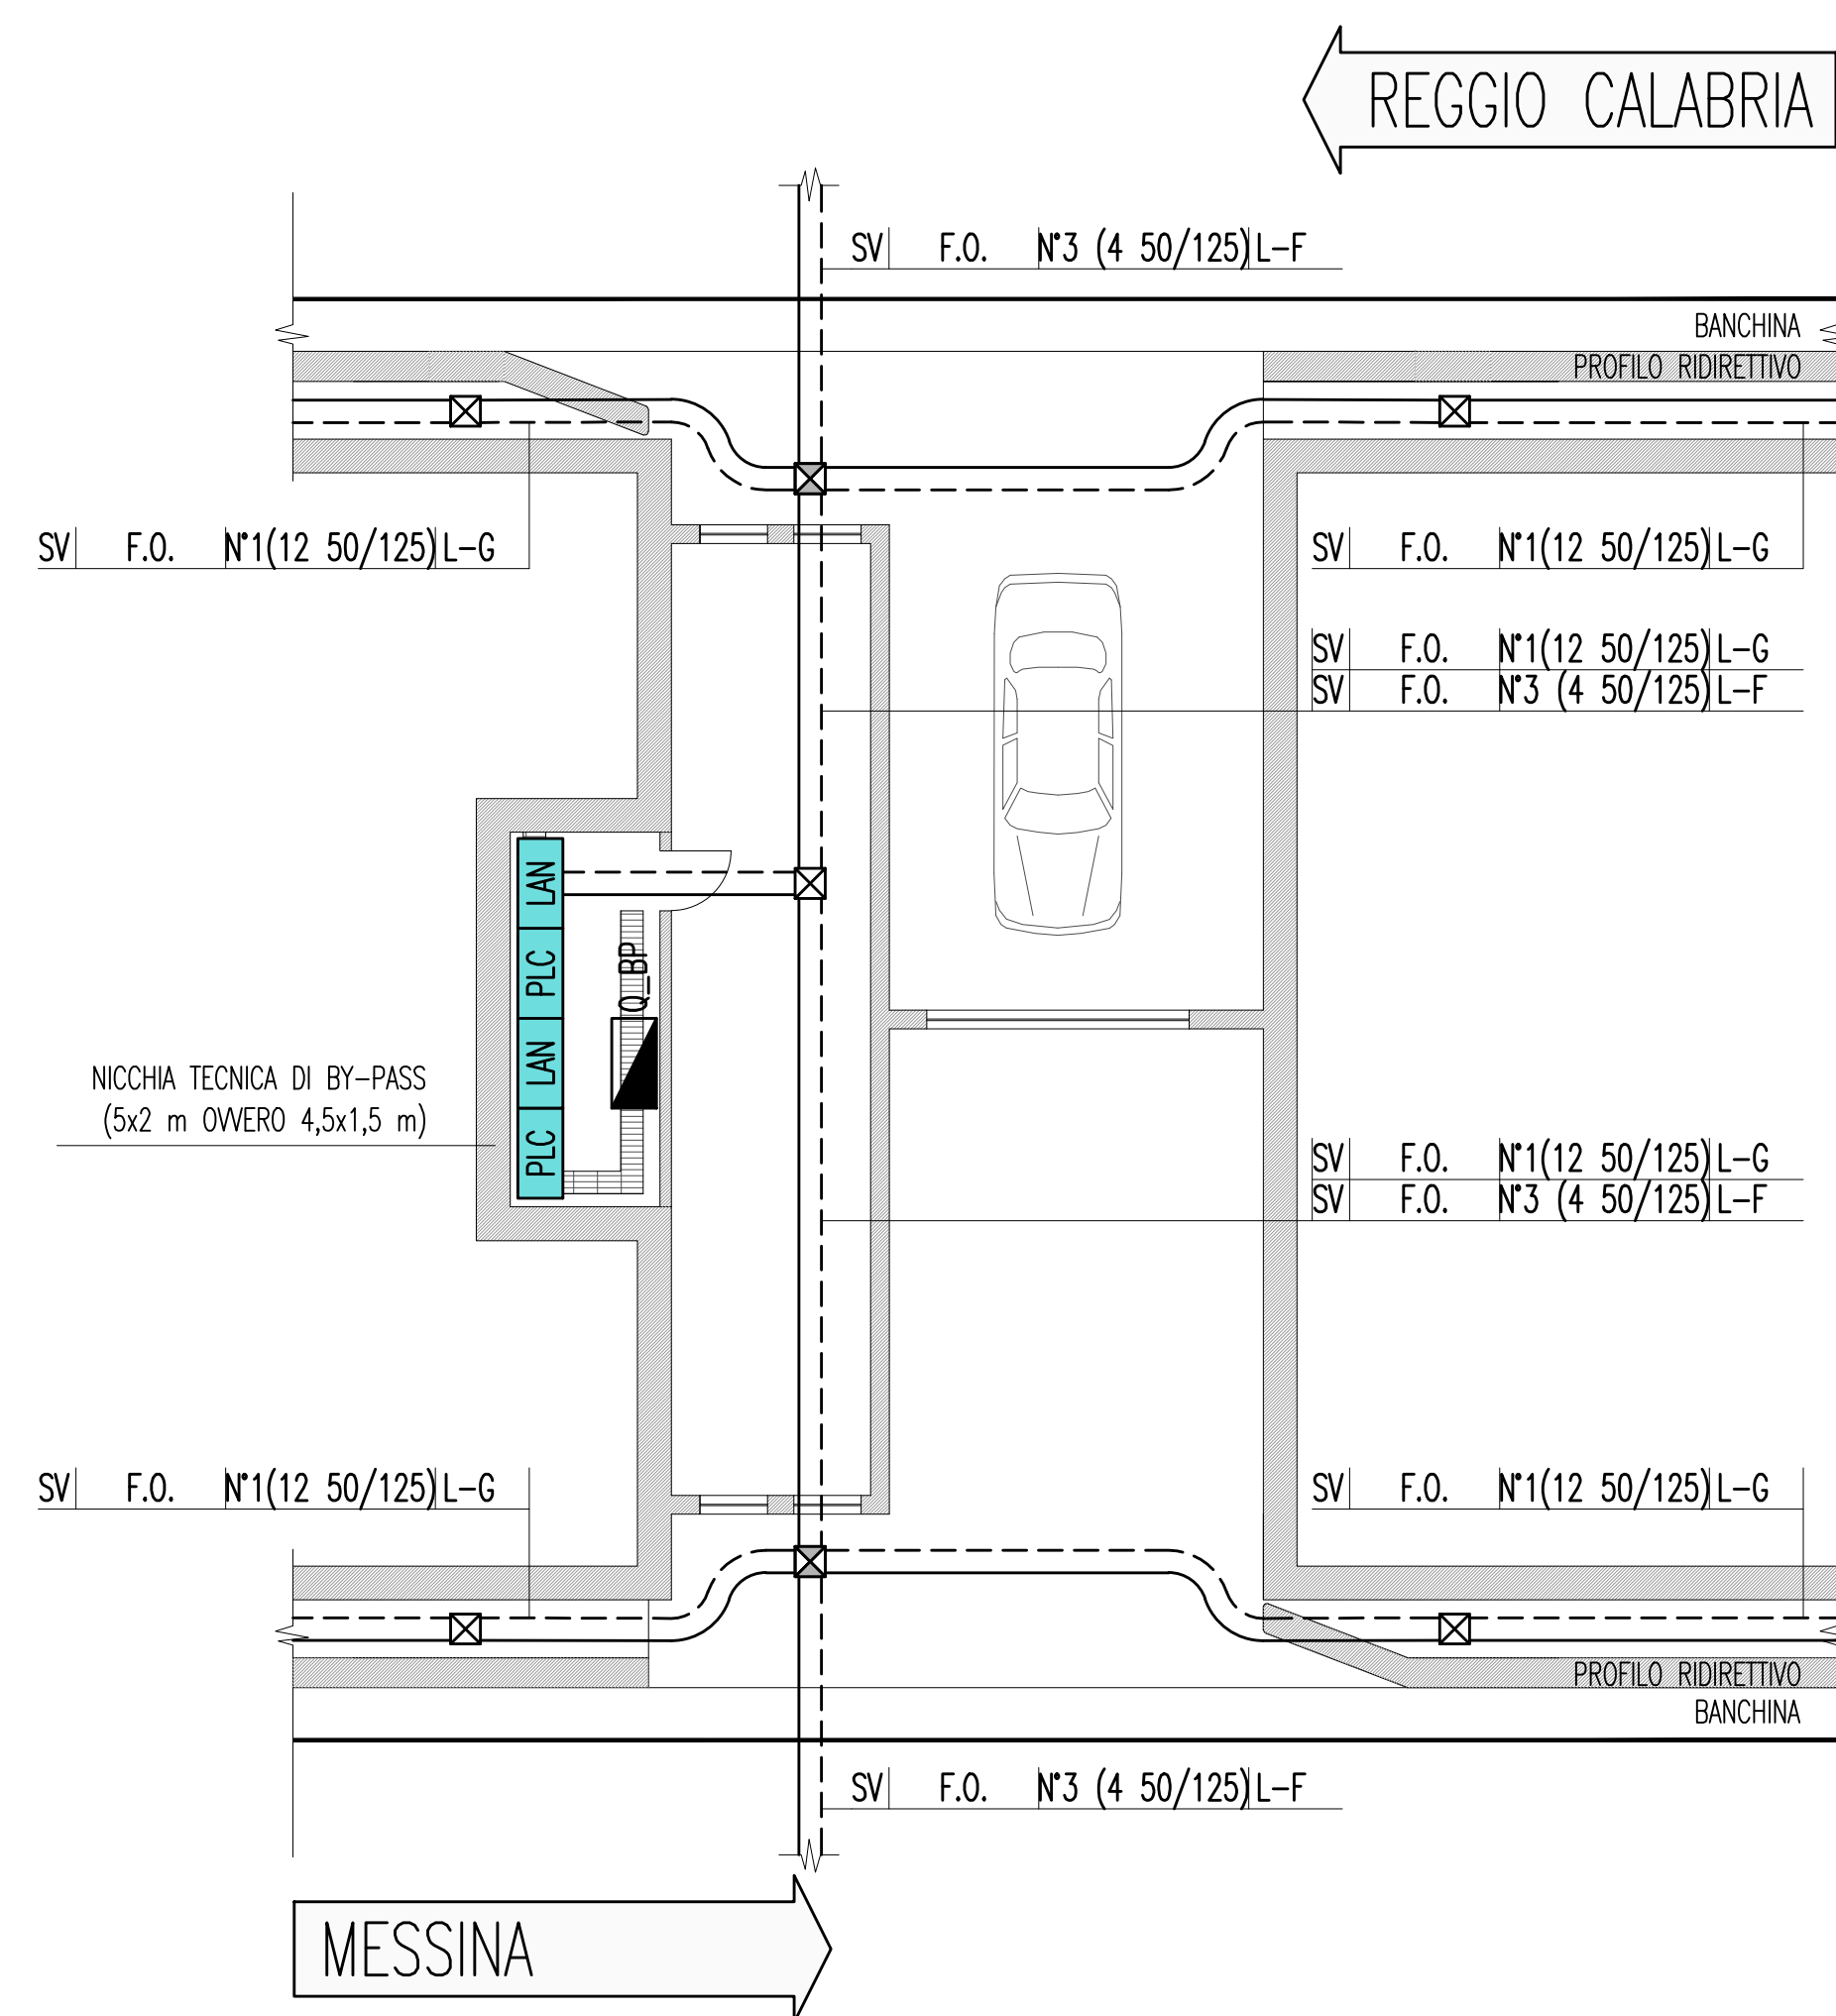 REGGIO CALABRIA
SV F.O. N°3 (4 50/125) L-F
BANCHINA
PROFILO RIDIRETTIVO
SV F.O. N°1(12 50/125) L-G
SV F.O. N°1(12 50/125) L-G
SV F.O. N°1(12 50/125) L-G
SV F.O. N°3 (4 50/125) L-F
LAN
PLC
LAN
PLC
Q_BP
NICCHIA TECNICA DI BY-PASS
(5x2 m OVVERO 4,5x1,5 m)
SV F.O. N°1(12 50/125) L-G
SV F.O. N°3 (4 50/125) L-F
SV F.O. N°1(12 50/125) L-G
SV F.O. N°1(12 50/125) L-G
PROFILO RIDIRETTIVO
BANCHINA
SV F.O. N°3 (4 50/125) L-F
MESSINA